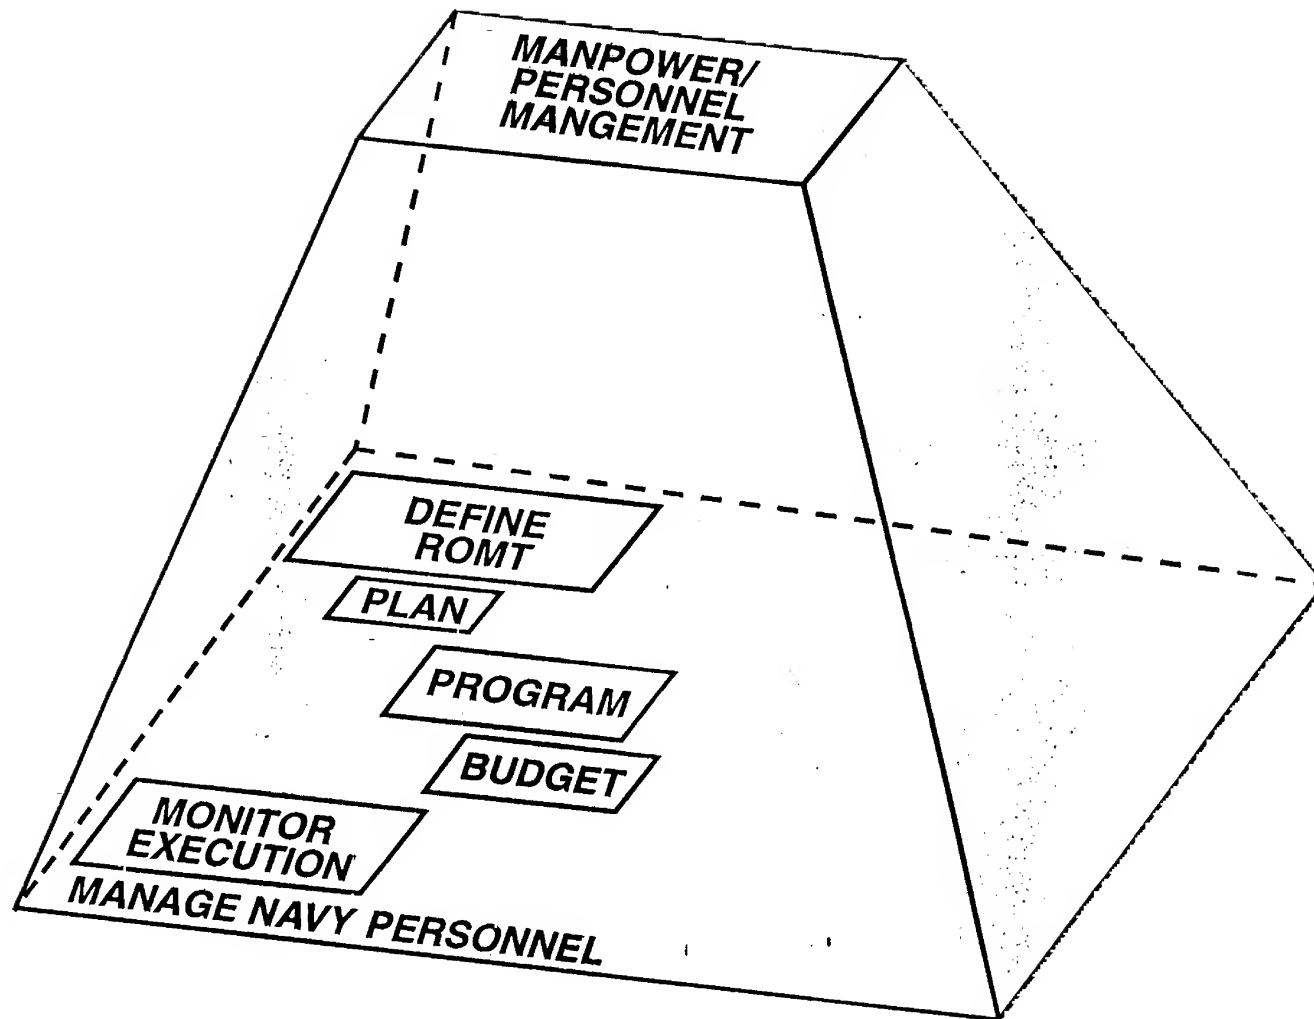 MANPOWER/
PERSONNEL
MANGEMENT
DEFINE
ROMT
PLAN
PROGRAM
BUDGET
MONITOR
EXECUTION
MANAGE NAVY PERSONNEL